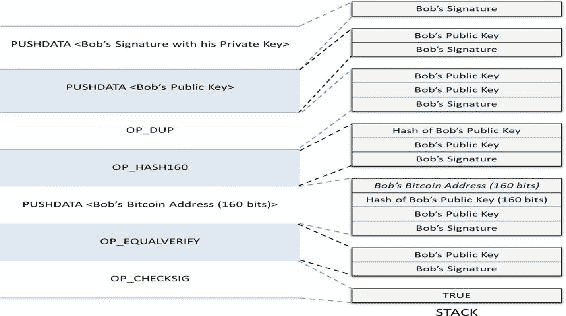 PUSHDATA <Bob's Signature with his Private Key>
PUSHDATA <Bob's Public Key>
OP_DUP
OP_HASH160
PUSHDATA <Bob's Bitcoin Address (160 bits)>
OP_EQUALVERIFY
OP_CHECKSIG
Bob's Signature
Bob's Public Key
Bob's Signature
Bob's Public Key
Bob's Public Key
Bob's Signature
Hash of Bob's Public Key
Bob's Public Key
Bob's Signature
Bob's Bitcoin Address (160 bits)
Hash of Bob's Public Key (160 bits)
Bob's Public Key
Bob's Signature
Bob's Public Key
Bob's Signature
TRUE
STACK